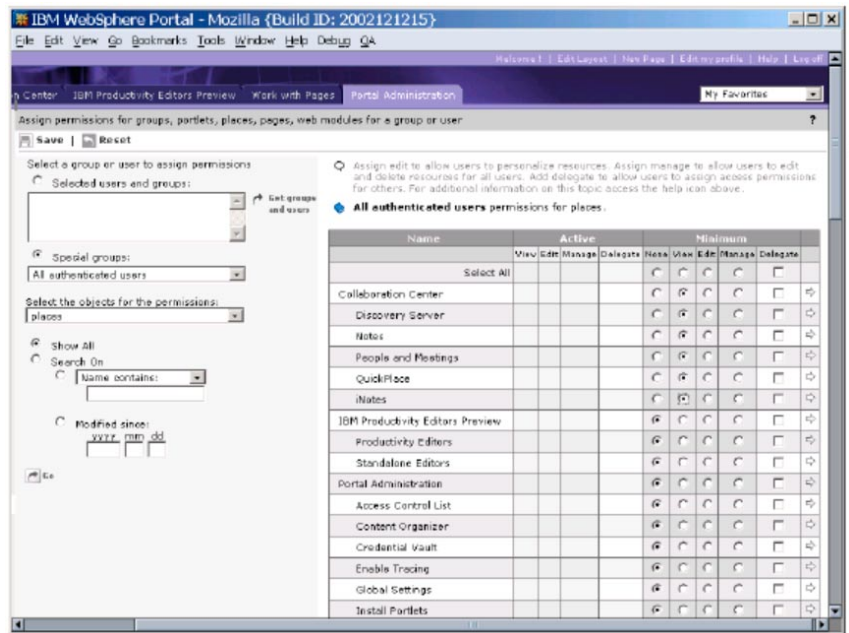 IBM WebSphere Portal - Mozilla {Build ID: 2002121215}
File Edit View Go Bookmarks Tools Window Help Debug QA
Welcome! | Edit Layout | New Page | Edit my profile | Help | Log off
n Center IBM Productivity Editors Preview Work with Pages Portal Administration My Favorites
Assign permissions for groups, portlets, places, pages, web modules for a group or user ?
Save | Reset
Select a group or user to assign permissions
Selected users and groups:
Get groups
and users
Special groups:
All authenticated users
Select the objects for the permissions:
places
Show All
Search On
Name contains:
Modified since:
yyyy mm dd
Go
Assign edit to allow users to personalize resources. Assign manage to allow users to edit
and delete resources for all users. Add delegate to allow users to assign access permissions
for others. For additional information on this topic access the help icon above.
All authenticated users permissions for places.
Name Active Minimum
View Edit Manage Delegate None View Edit Manage Delegate
Select All
Collaboration Center
Discovery Server
Notes
People and Meetings
QuickPlace
iNotes
IBM Productivity Editors Preview
Productivity Editors
Standalone Editors
Portal Administration
Access Control List
Content Organizer
Credential Vault
Enable Tracing
Global Settings
Install Portlets